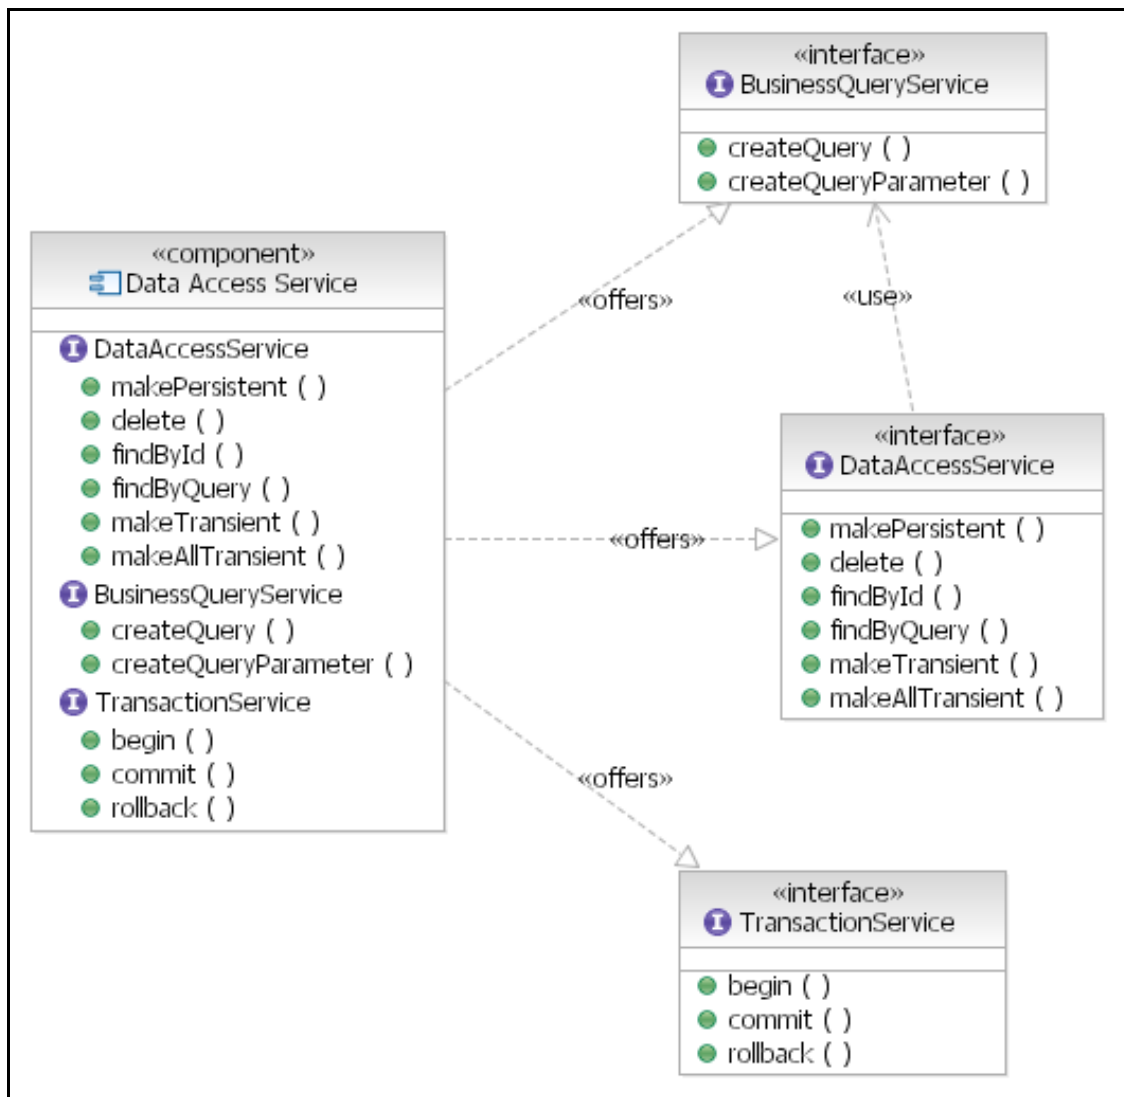 «interface»
BusinessQueryService
createQuery ( )
createQueryParameter ( )
«component»
Data Access Service
DataAccessService
makePersistent ( )
delete ( )
findById ( )
findByQuery ( )
makeTransient ( )
makeAllTransient ( )
BusinessQueryService
createQuery ( )
createQueryParameter ( )
TransactionService
begin ( )
commit ( )
rollback ( )
«offers»
«use»
«offers»
«offers»
«interface»
DataAccessService
makePersistent ( )
delete ( )
findById ( )
findByQuery ( )
makeTransient ( )
makeAllTransient ( )
«interface»
TransactionService
begin ( )
commit ( )
rollback ( )